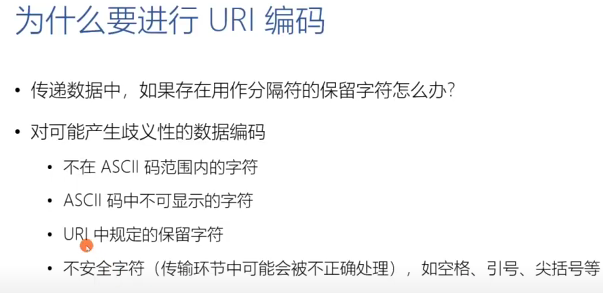 为什么要进行 URI 编码
• 传递数据中，如果存在用作分隔符的保留字符怎么办？
• 对可能产生歧义性的数据编码
• 不在 ASCII 码范围内的字符
• ASCII 码中不可显示的字符
• URI 中规定的保留字符
• 不安全字符（传输环节中可能会被不正确处理），如空格、引号、尖括号等